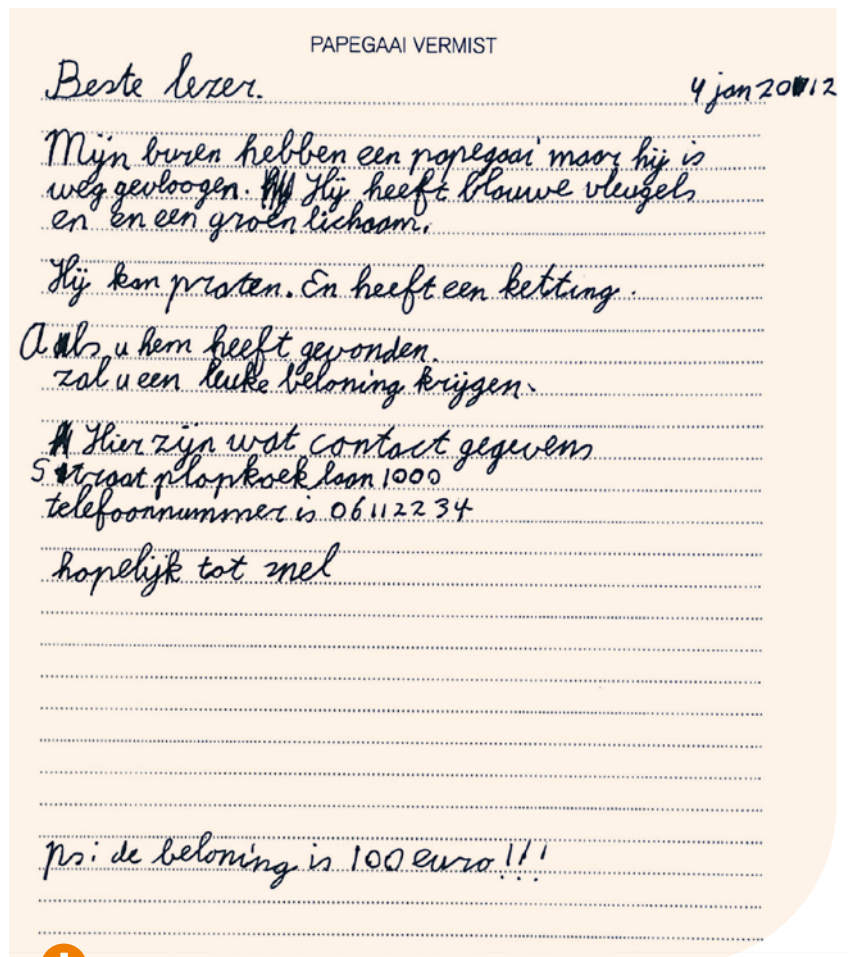 PAPEGAAI VERMIST
Beste lezer. 4 jan 2012
Mijn buren hebben een papegaai maar hij is
weg gevloogen. Hij heeft blauwe vleugels
en en een groen lichaam.
Hij kan praten. En heeft een ketting.
Als u hem heeft gevonden.
zal u een leuke beloning krijgen.
Hier zijn wat contact gegevens
Straat plopkoek laan 1000
telefoonnummer is 06112234
hopelijk tot snel
ps: de beloning is 100 euro!!!